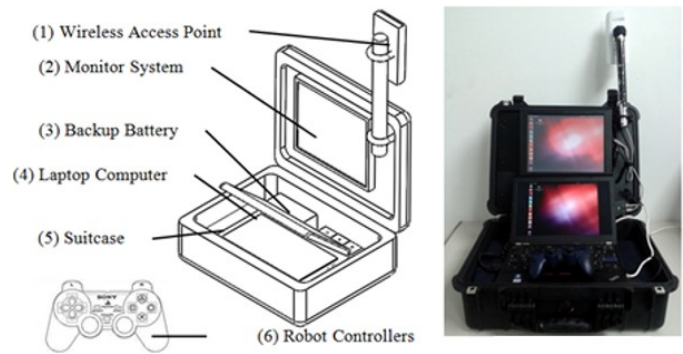 (1) Wireless Access Point
(2) Monitor System
(3) Backup Battery
(4) Laptop Computer
(5) Suitcase
SONY
(6) Robot Controllers